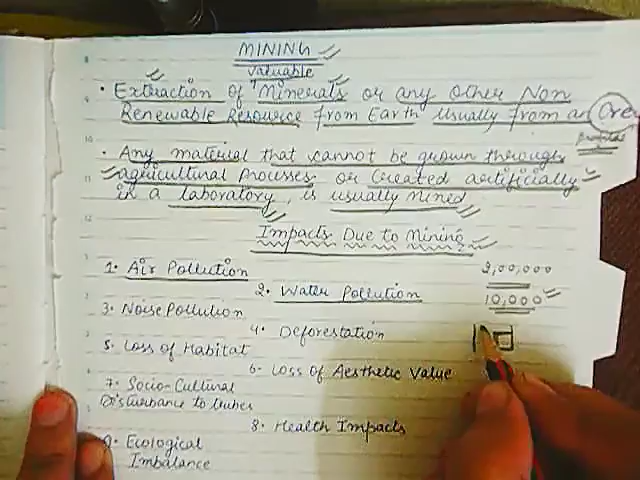 MINING
Valuable
• Extraction of "Minerals or any other Non
Renewable Resource from Earth usually from an Ore
• Any material that cannot be grown through
agricultural processes or created artificially
in a laboratory, is usually mined
Impacts Due to Mining
1. Air Pollution
2. Water Pollution
3. Noise Pollution
4. Deforestation
5. Loss of Habitat
6. Loss of Aesthetic Value
7. Socio-Cultural
Disturbance to tribes
8. Health Impacts
9. Ecological
Imbalance
2,00,000
10,000